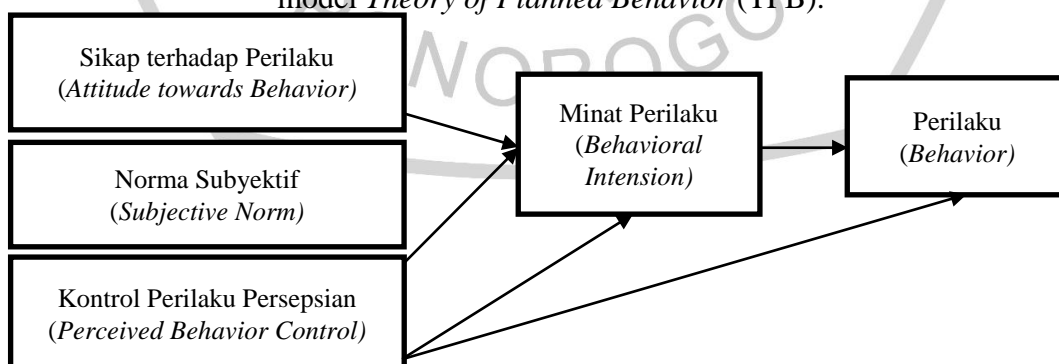 model Theory of Planned Behavior (TPB).
NOROGO
Sikap terhadap Perilaku
(Attitude towards Behavior)
Norma Subyektif
(Subjective Norm)
Kontrol Perilaku Persepsian
(Perceived Behavior Control)
Minat Perilaku
(Behavioral
Intension)
Perilaku
(Behavior)